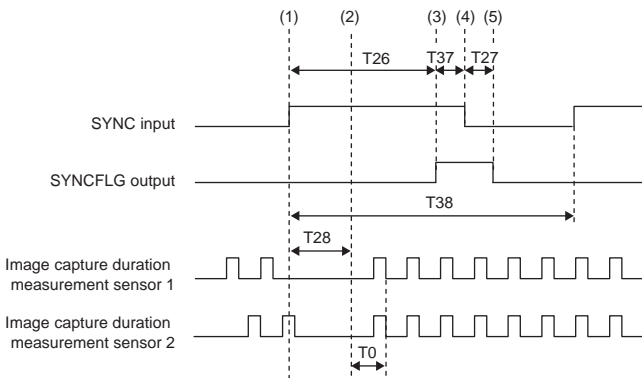 (1) (2) (3) (4) (5)
T26 T37 T27
SYNC input
SYNCFLG output
T38
T28
Image capture duration
measurement sensor 1
Image capture duration
measurement sensor 2
T0